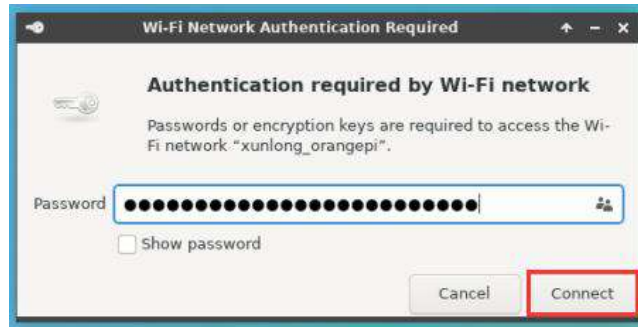 Wi-Fi Network Authentication Required
Authentication required by Wi-Fi network
Passwords or encryption keys are required to access the Wi-
Fi network "xunlong_orangepi".
Password ●●●●●●●●●●●●●●●●●●●●●●●●●●
Show password
Cancel Connect